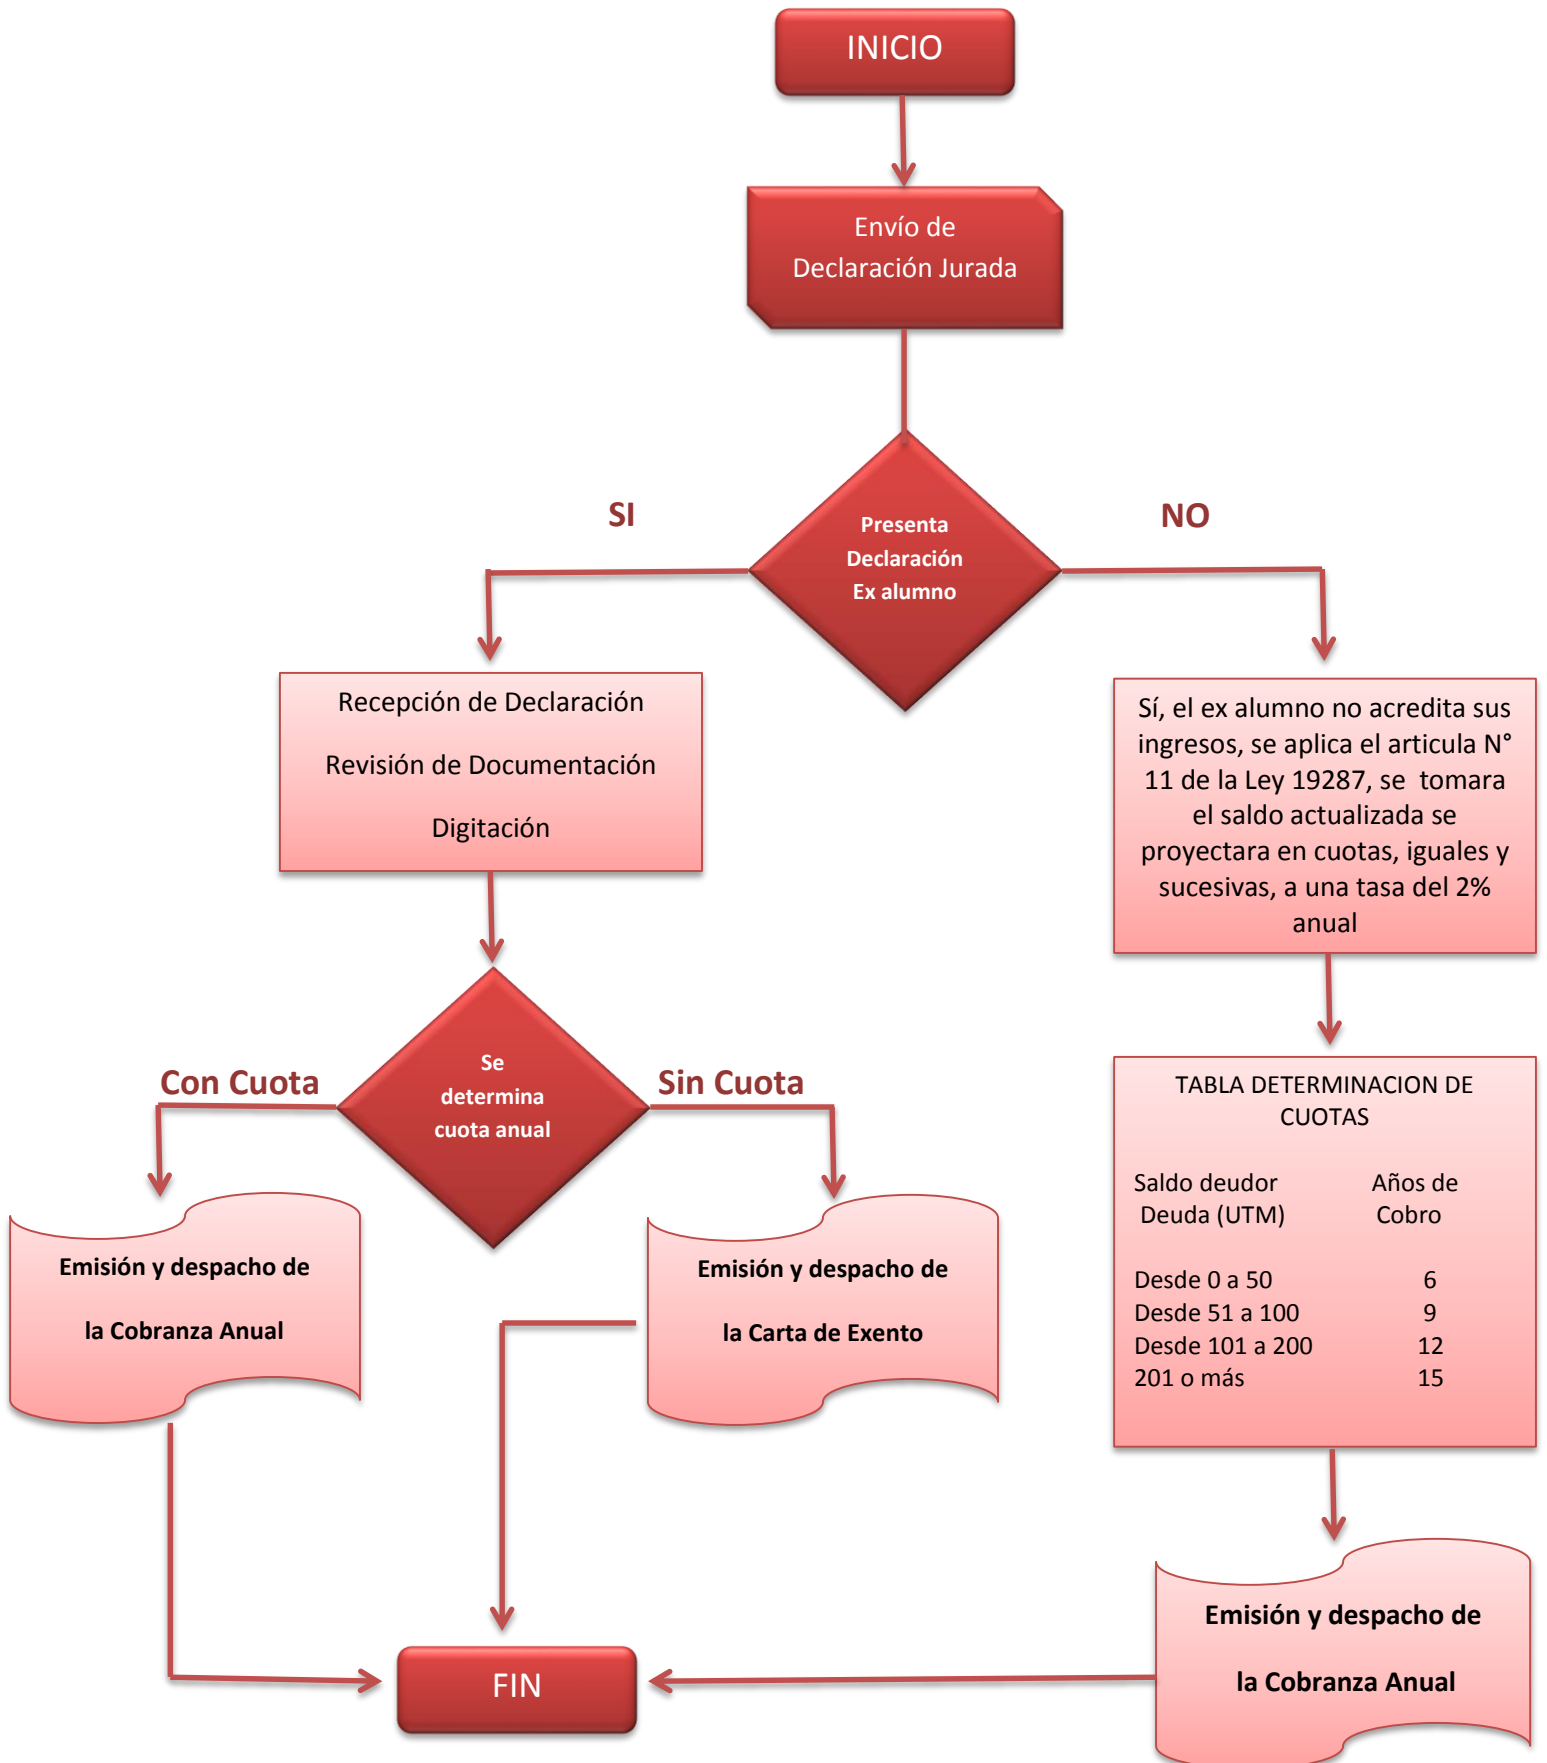 INICIO
Envío de
Declaración Jurada
SI
NO
Presenta
Declaración
Ex alumno
Recepción de Declaración
Revisión de Documentación
Digitación
Sí, el ex alumno no acredita sus
ingresos, se aplica el articula N°
11 de la Ley 19287, se tomara
el saldo actualizada se
proyectara en cuotas, iguales y
sucesivas, a una tasa del 2%
anual
Con Cuota
Se
determina
cuota anual
Sin Cuota
Emisión y despacho de
la Cobranza Anual
Emisión y despacho de
la Carta de Exento
TABLA DETERMINACION DE
CUOTAS
Saldo deudor Años de
Deuda (UTM) Cobro
Desde 0 a 50 6
Desde 51 a 100 9
Desde 101 a 200 12
201 o más 15
Emisión y despacho de
la Cobranza Anual
FIN